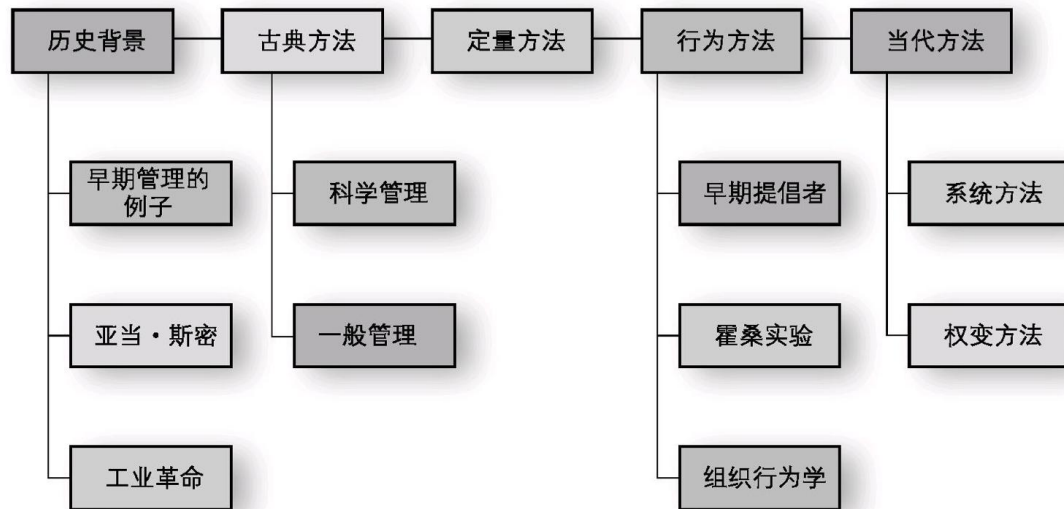 历史背景
古典方法
定量方法
行为方法
当代方法
早期管理的
例子
科学管理
早期提倡者
系统方法
亚当·斯密
一般管理
霍桑实验
权变方法
工业革命
组织行为学